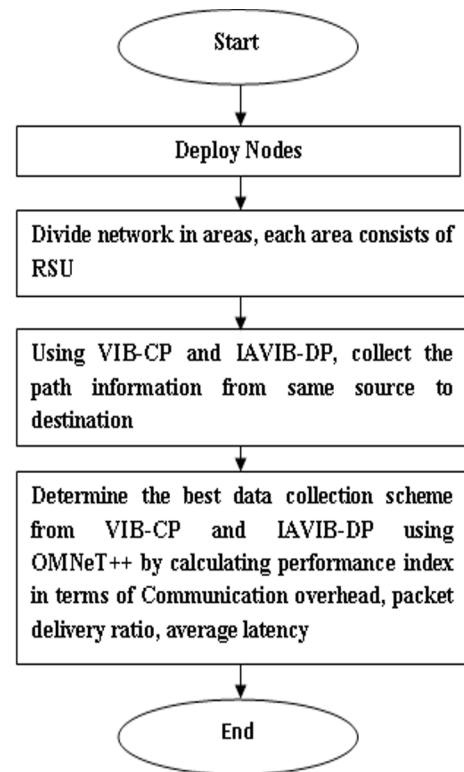 Start
Deploy Nodes
Divide network in areas, each area consists of
RSU
Using VIB-CP and IAVIB-DP, collect the
path information from same source to
destination
Determine the best data collection scheme
from VIB-CP and IAVIB-DP using
OMNeT++ by calculating performance index
in terms of Communication overhead, packet
delivery ratio, average latency
End